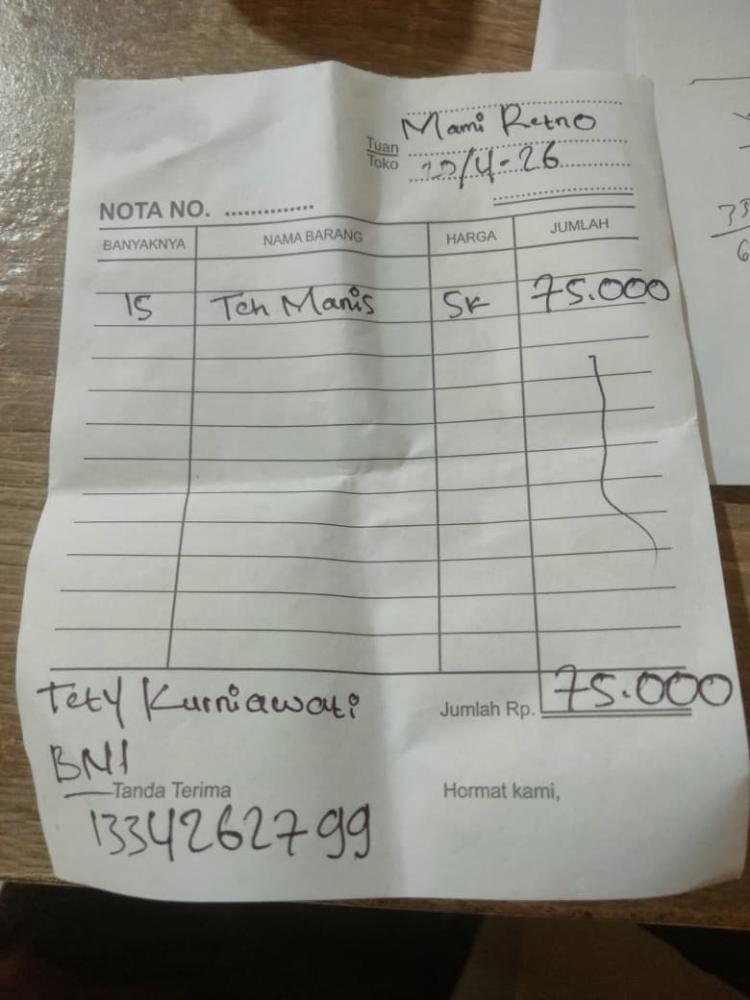 Mami Retno
Tuan
Toko
20/4-26
NOTA NO. ..............
BANYAKNYA NAMA BARANG HARGA JUMLAH
15 Teh Manis 5k 75.000
Tety Kurniawati
Jumlah Rp. 75.000
BNI
Tanda Terima Hormat kami,
1334262799